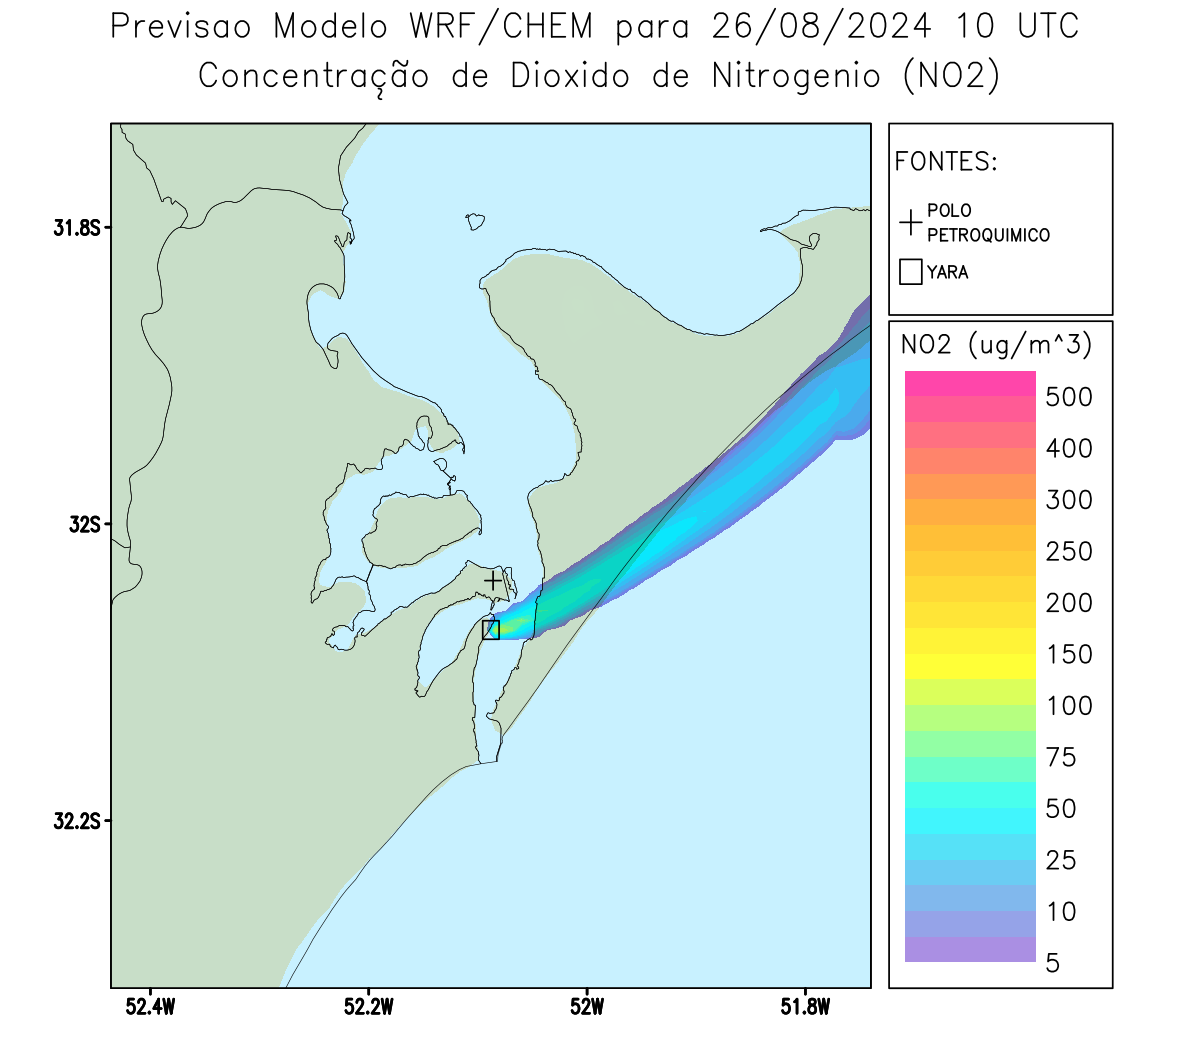 Previsao Modelo WRF/CHEM para 26/08/2024 10 UTC
Concentração de Dioxido de Nitrogenio (NO2)
FONTES:
POLO
PETROQUIMICO
YARA
NO2 (ug/m^3)
500
400
300
250
200
150
100
75
50
25
10
5
31.8S
32S
32.2S
52.4W
52.2W
52W
51.8W